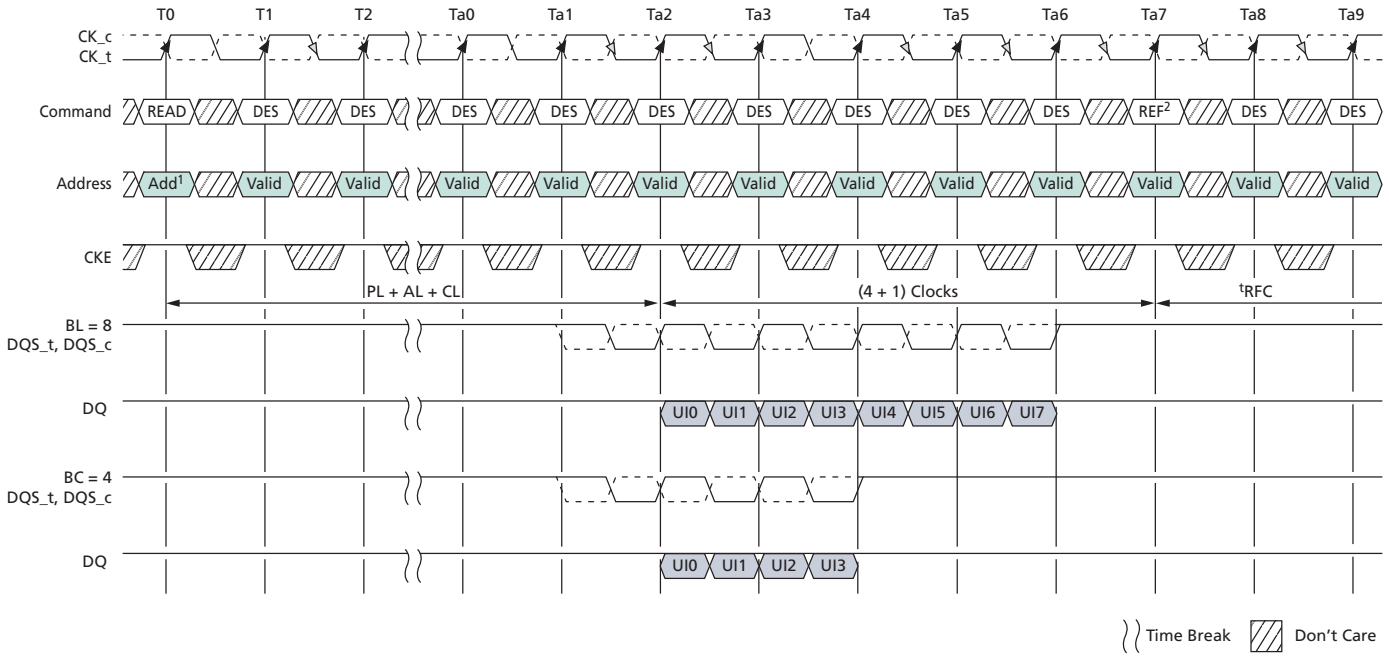 T0 T1 T2 Ta0 Ta1 Ta2 Ta3 Ta4 Ta5 Ta6 Ta7 Ta8 Ta9
CK_c
CK_t
Command READ DES DES DES DES DES DES DES DES DES REF² DES DES
Address Add¹ Valid Valid Valid Valid Valid Valid Valid Valid Valid Valid Valid Valid
CKE
PL + AL + CL (4 + 1) Clocks ᵗRFC
BL = 8
DQS_t, DQS_c
DQ UI0 UI1 UI2 UI3 UI4 UI5 UI6 UI7
BC = 4
DQS_t, DQS_c
DQ UI0 UI1 UI2 UI3
Time Break Don't Care